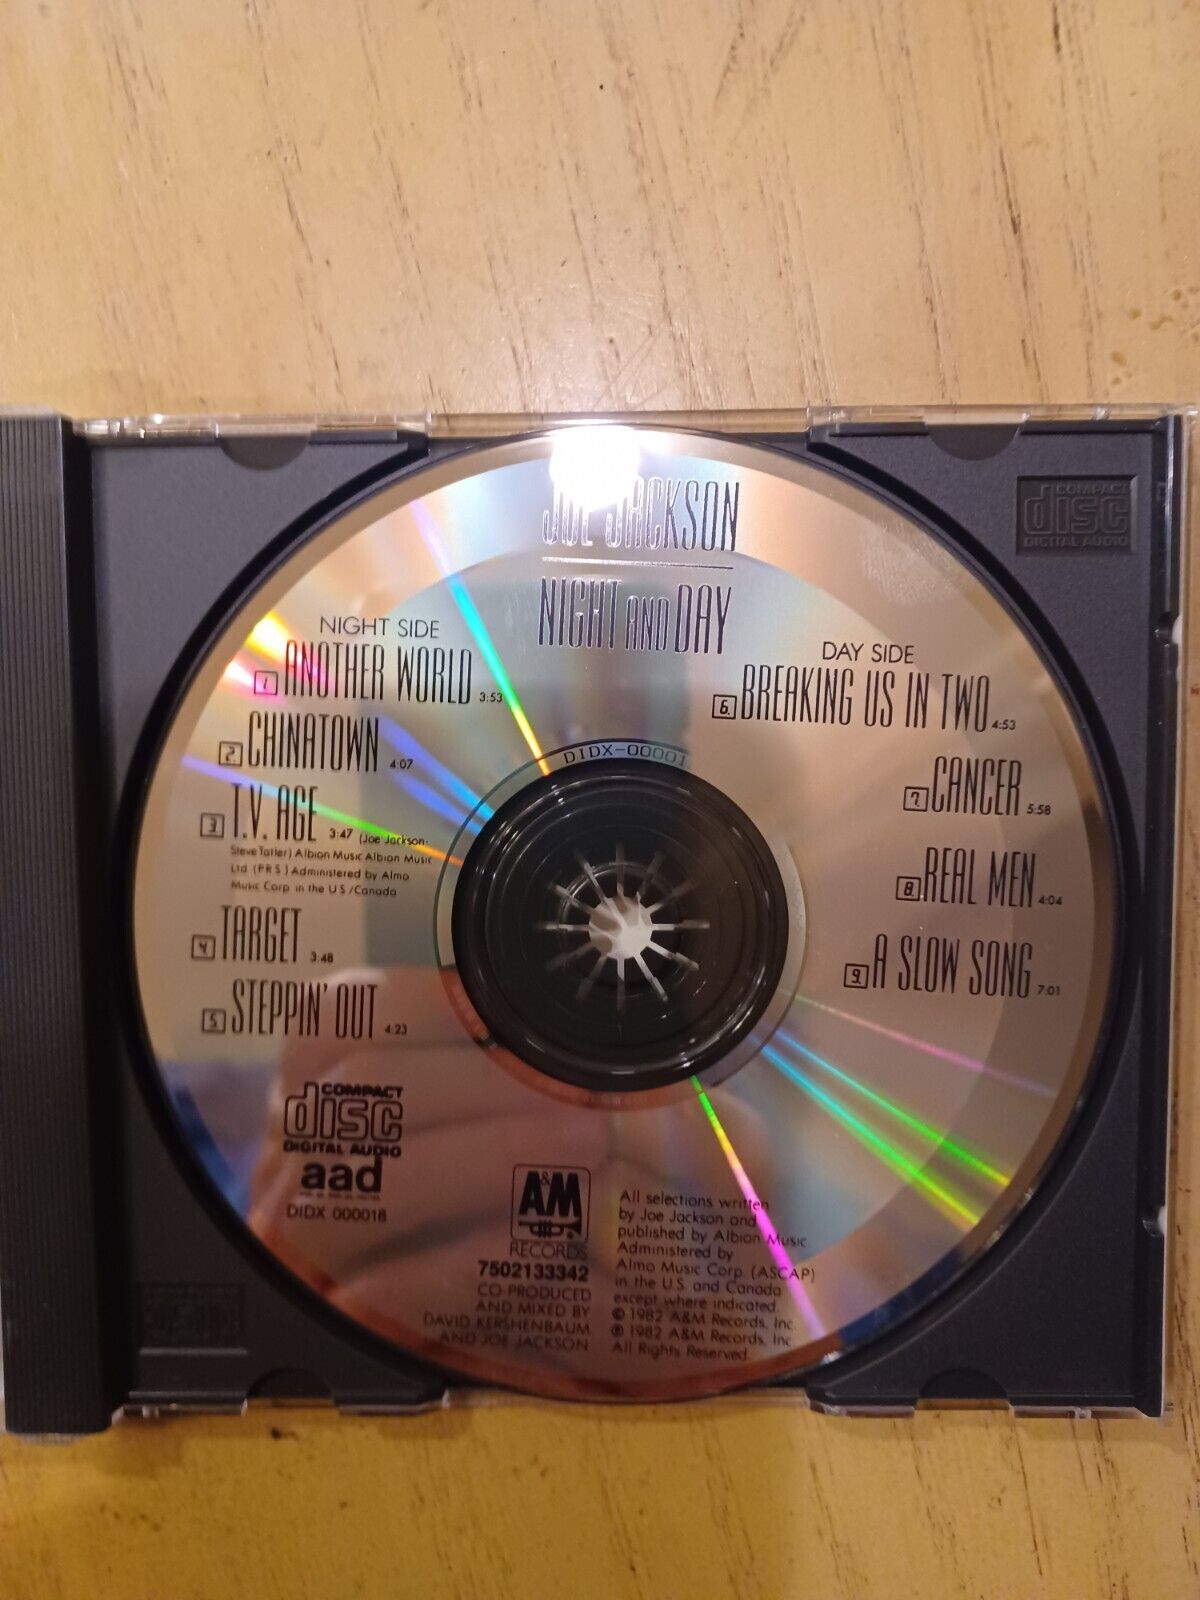 JOE JACKSON
NIGHT AND DAY
NIGHT SIDE
1. ANOTHER WORLD 3:53
2. CHINATOWN 4:07
3. T.V. AGE 3:47 (Joe Jackson-
Steve Tatler) Albion Music Albion Music
Ltd. (P.R.S.) Administered by Almo
Music Corp. in the U.S./Canada
4. TARGET 3:48
5. STEPPIN' OUT 4:23
DAY SIDE
6. BREAKING US IN TWO 4:53
7. CANCER 5:58
8. REAL MEN 4:04
9. A SLOW SONG 7:01
DIDX-00001
COMPACT
disc
DIGITAL AUDIO
COMPACT
disc
DIGITAL AUDIO
aad
DIDX 000018
A&M
RECORDS
7502133342
CO-PRODUCED
AND MIXED BY
DAVID KERSHENBAUM
AND JOE JACKSON
All selections written
by Joe Jackson and
published by Albion Music.
Administered by
Almo Music Corp. (ASCAP)
in the U.S. and Canada
except where indicated.
© 1982 A&M Records, Inc.
℗ 1982 A&M Records, Inc.
All Rights Reserved.